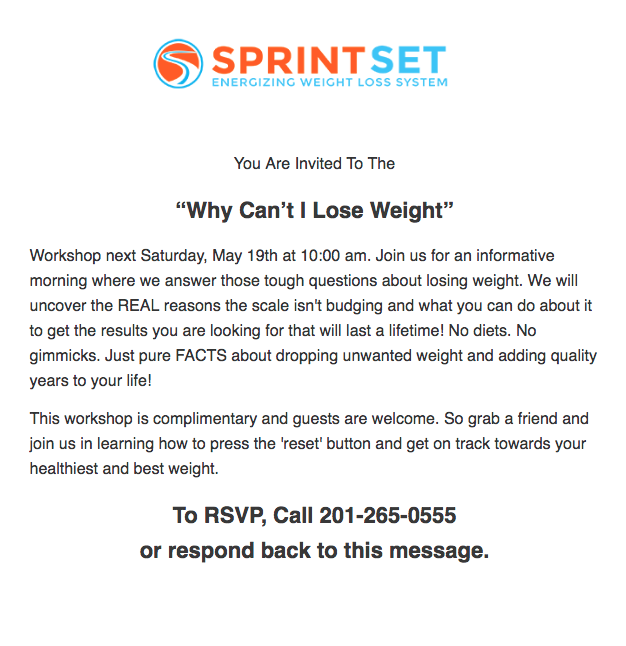 SPRINT SET
ENERGIZING WEIGHT LOSS SYSTEM
You Are Invited To The
“Why Can’t I Lose Weight”
Workshop next Saturday, May 19th at 10:00 am. Join us for an informative
morning where we answer those tough questions about losing weight. We will
uncover the REAL reasons the scale isn't budging and what you can do about it
to get the results you are looking for that will last a lifetime! No diets. No
gimmicks. Just pure FACTS about dropping unwanted weight and adding quality
years to your life!
This workshop is complimentary and guests are welcome. So grab a friend and
join us in learning how to press the 'reset' button and get on track towards your
healthiest and best weight.
To RSVP, Call 201-265-0555
or respond back to this message.